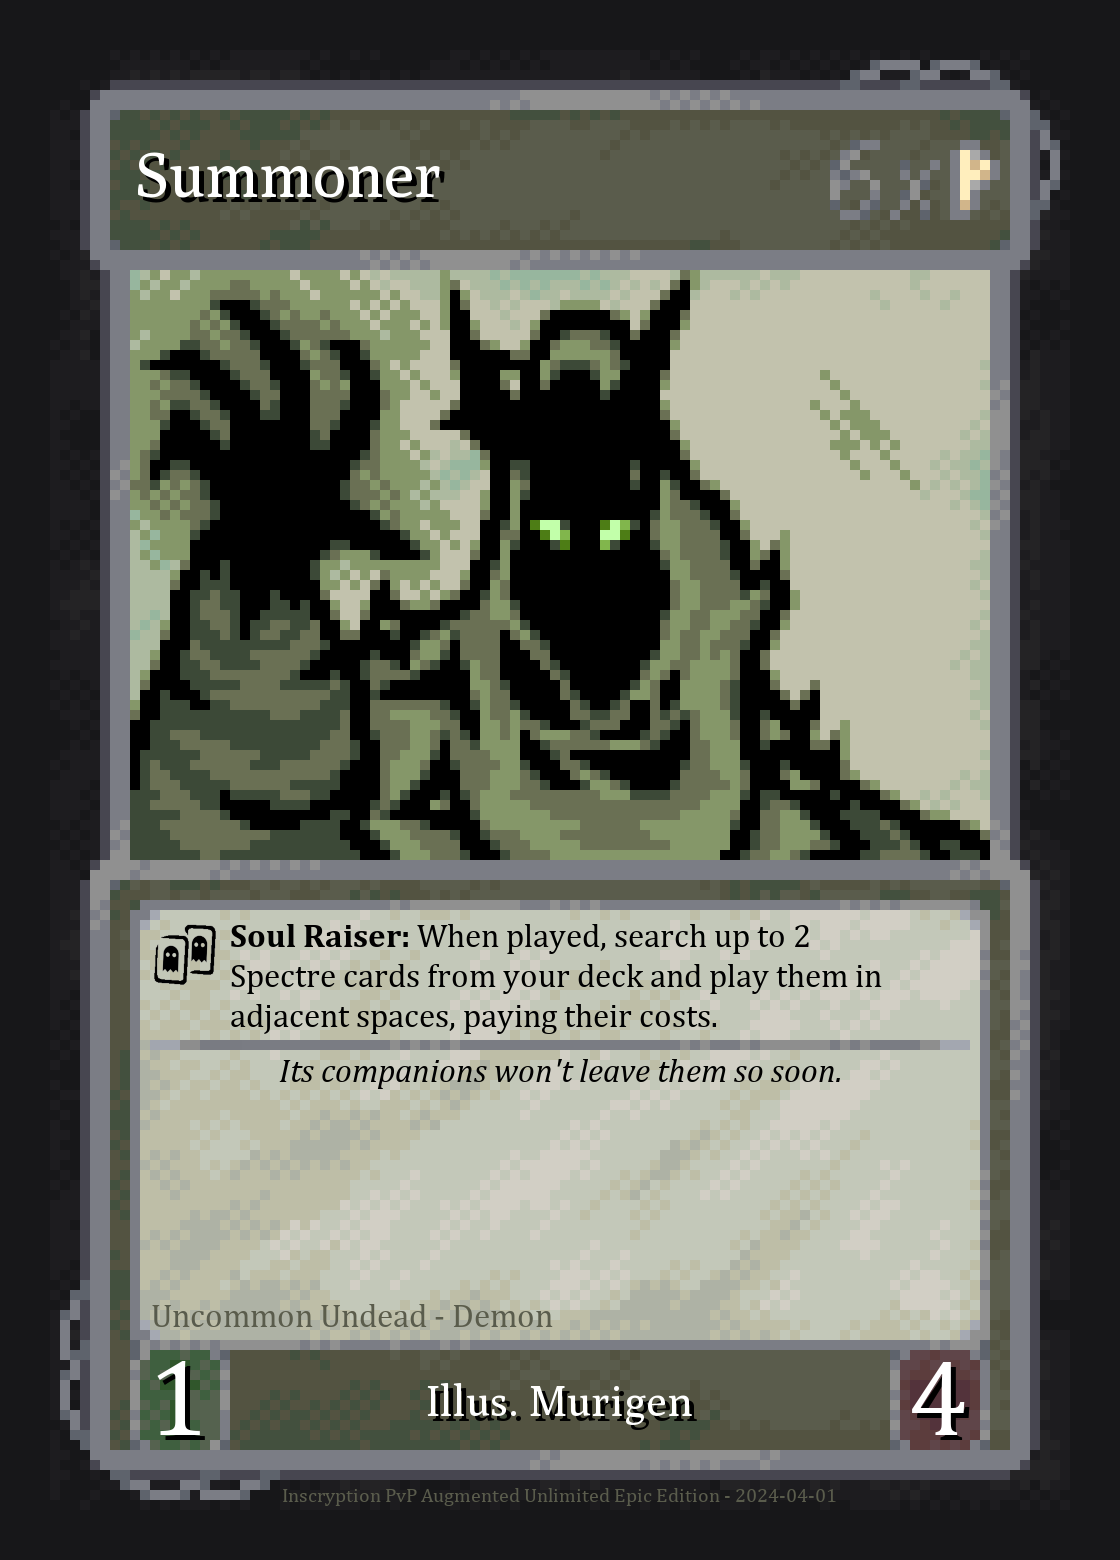 Summoner
6x
Soul Raiser: When played, search up to 2
Spectre cards from your deck and play them in
adjacent spaces, paying their costs.
Its companions won't leave them so soon.
Uncommon Undead - Demon
1
Illus. Murigen
4
Inscryption PvP Augmented Unlimited Epic Edition - 2024-04-01